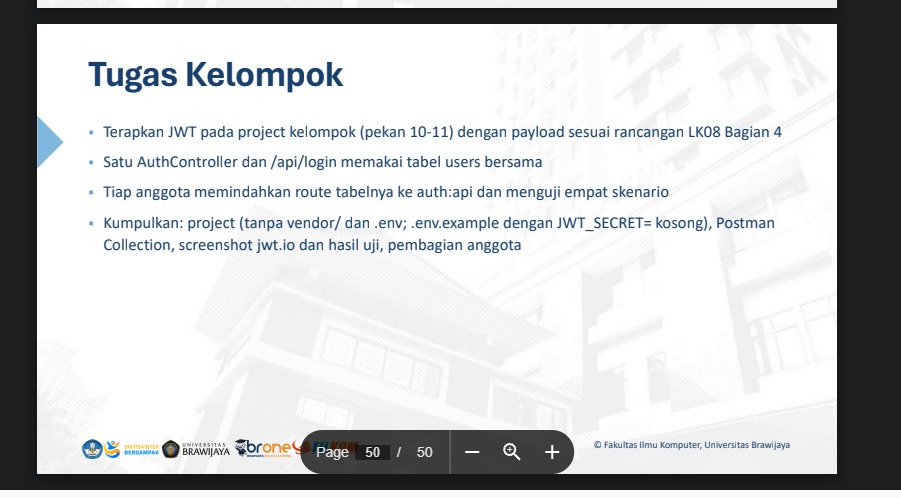 Tugas Kelompok
▪ Terapkan JWT pada project kelompok (pekan 10-11) dengan payload sesuai rancangan LK08 Bagian 4
▪ Satu AuthController dan /api/login memakai tabel users bersama
▪ Tiap anggota memindahkan route tabelnya ke auth:api dan menguji empat skenario
▪ Kumpulkan: project (tanpa vendor/ dan .env; .env.example dengan JWT_SECRET= kosong), Postman
Collection, screenshot jwt.io dan hasil uji, pembagian anggota
DIKTISAINTEK
BERDAMPAK
UNIVERSITAS
BRAWIJAYA
brone
Page 50 / 50
© Fakultas Ilmu Komputer, Universitas Brawijaya